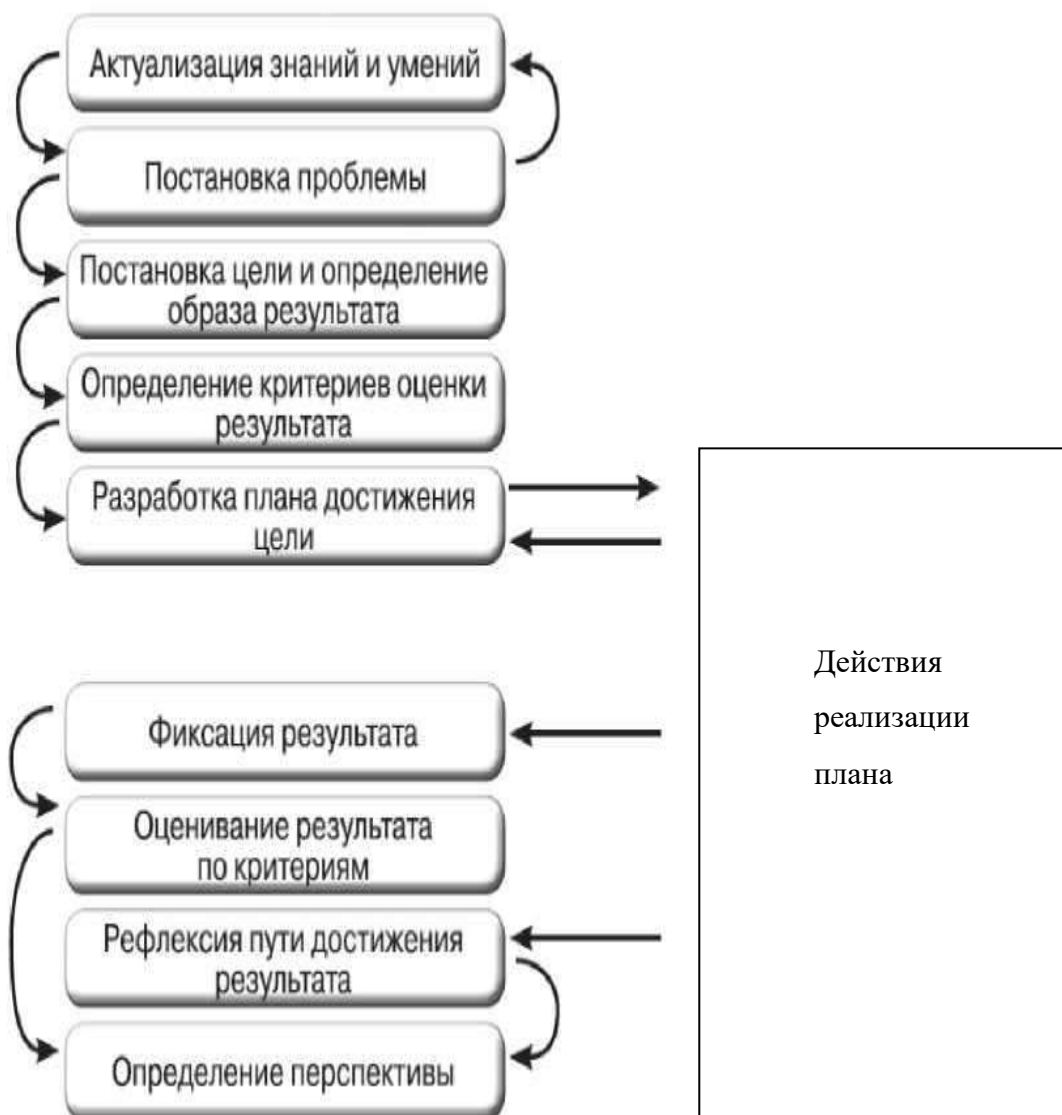 Актуализация знаний и умений
Постановка проблемы
Постановка цели и определение
образа результата
Определение критериев оценки
результата
Разработка плана достижения
цели
Действия
реализации
плана
Фиксация результата
Оценивание результата
по критериям
Рефлексия пути достижения
результата
Определение перспективы